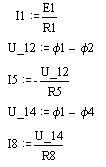 I1 := E1/R1
U_12 := ϕ1 − ϕ2
I5 := -U_12/R5
U_14 := ϕ1 − ϕ4
I8 := U_14/R8